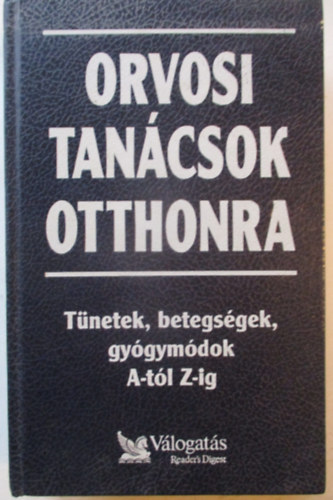 ORVOSI
TANÁCSOK
OTTHONRA
Tünetek, betegségek,
gyógymódok
A-tól Z-ig
Válogatás
Reader's Digest